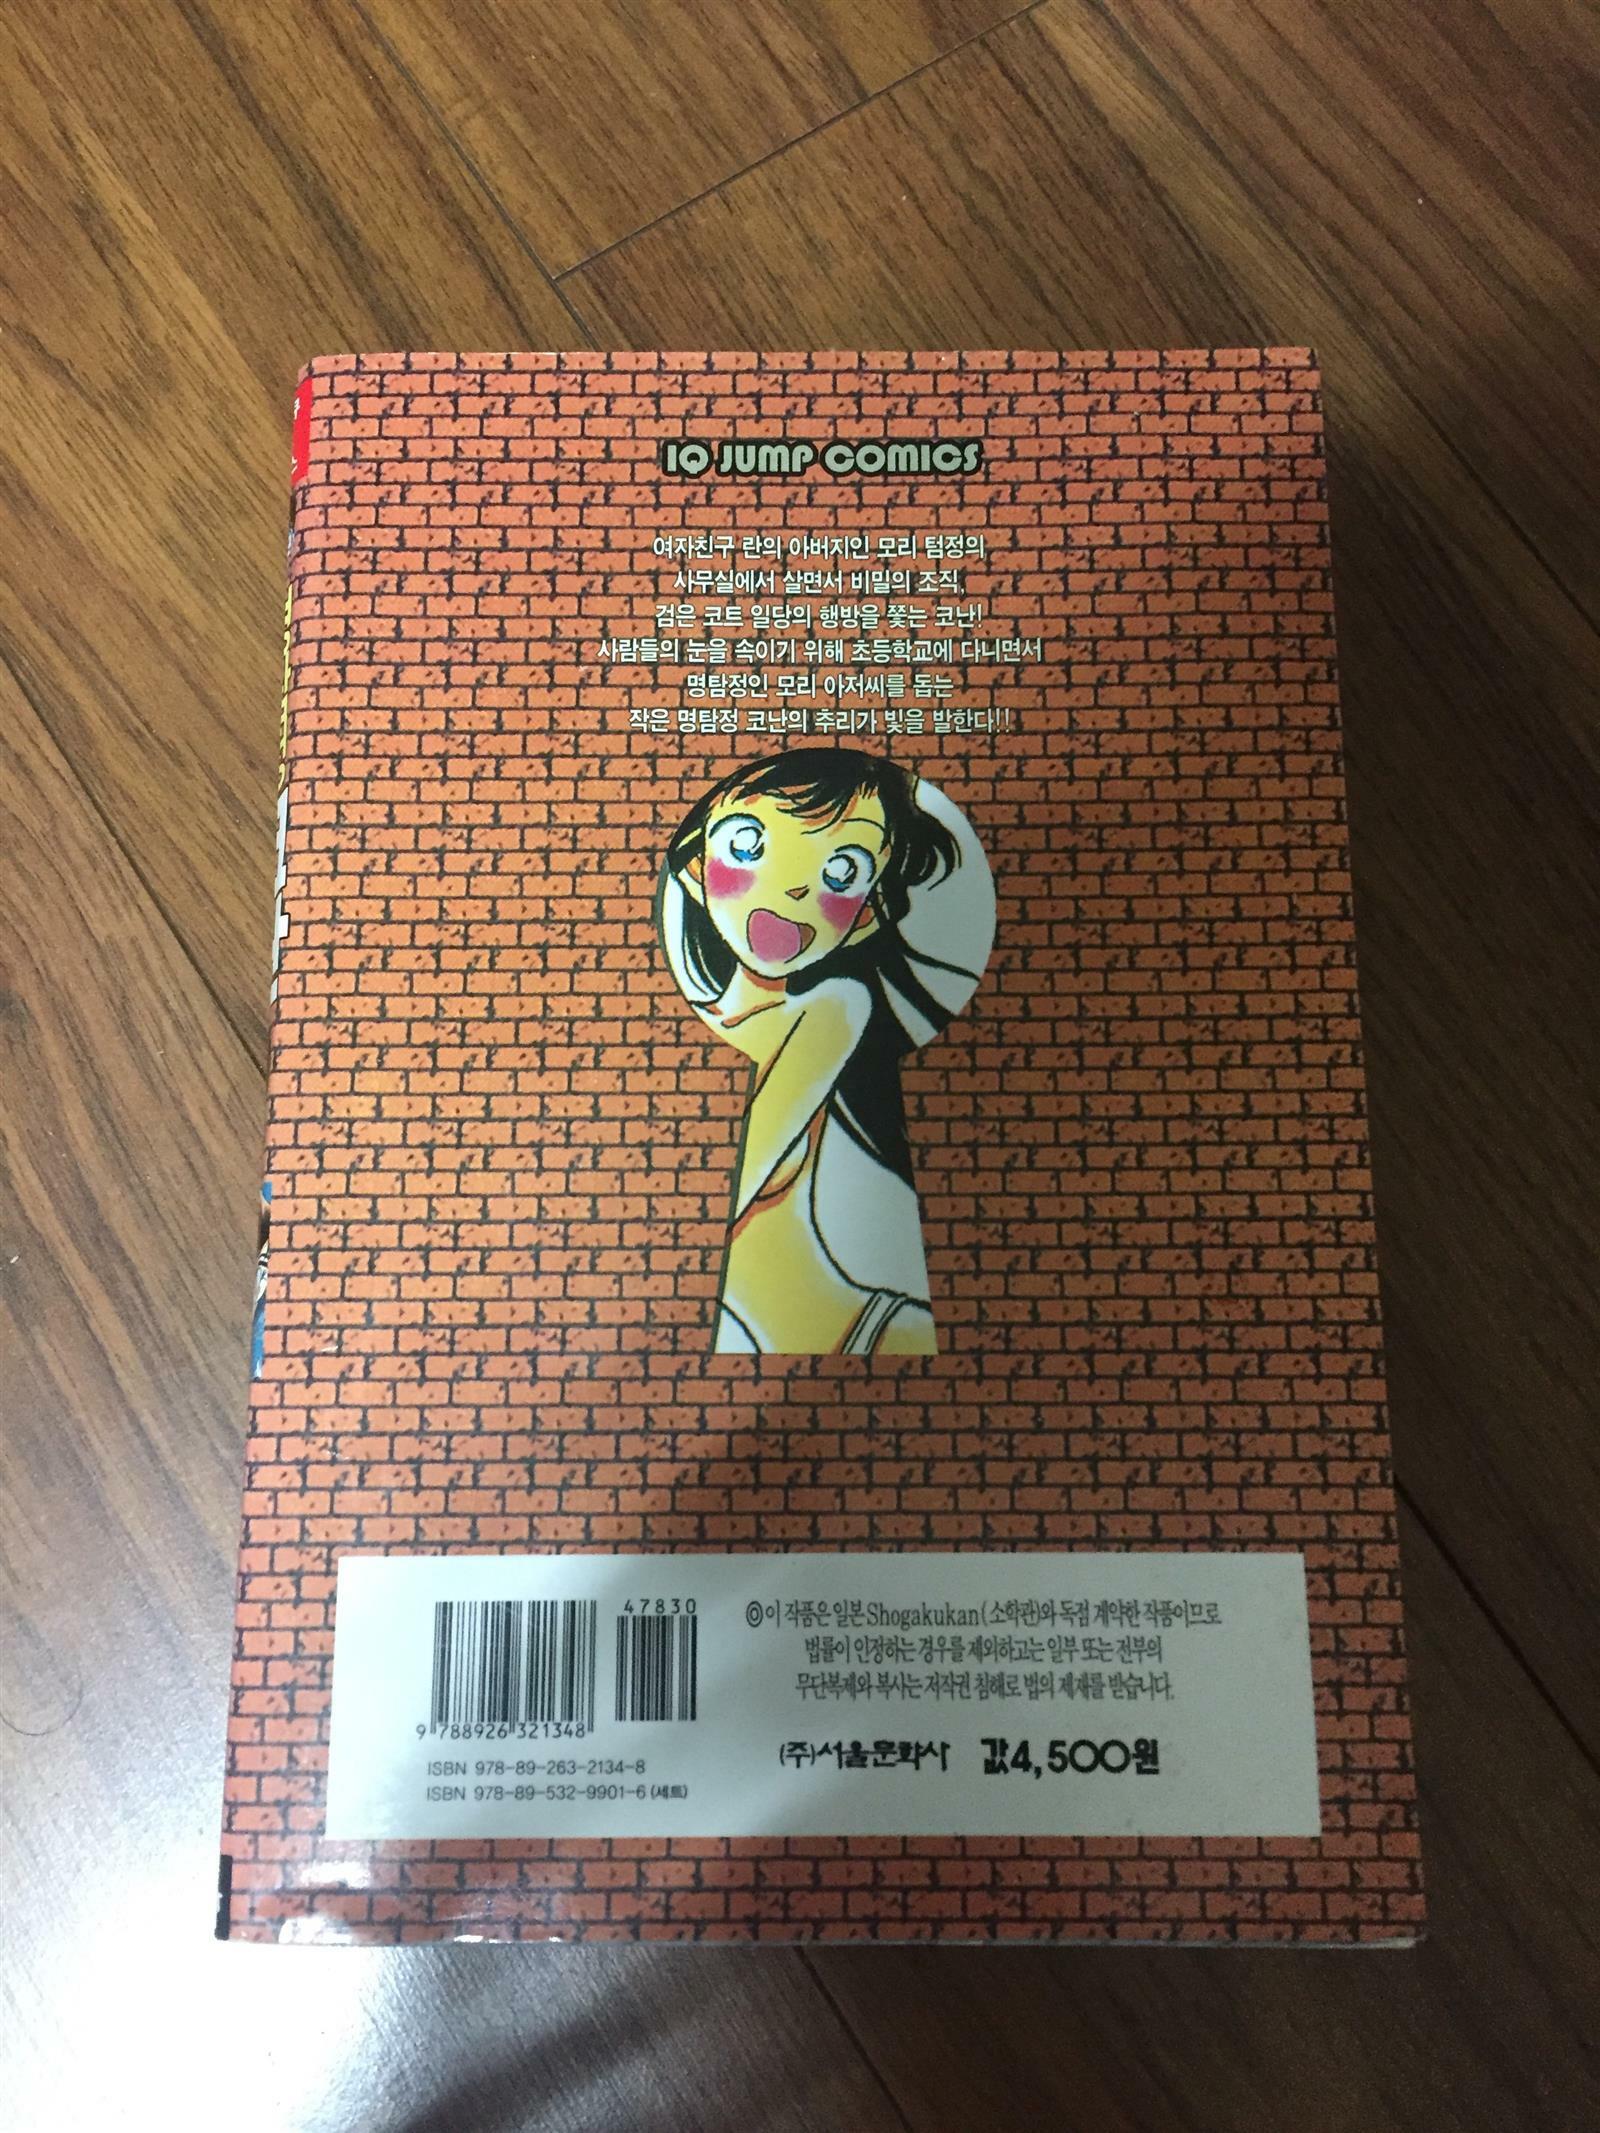 IQ JUMP COMICS
여자친구 란의 아버지인 모리 텀정의
사무실에서 살면서 비밀의 조직,
검은 코트 일당의 행방을 쫓는 코난!
사람들의 눈을 속이기 위해 초등학교에 다니면서
명탐정인 모리 아저씨를 돕는
작은 명탐정 코난의 추리가 빛을 발한다!!
47830
9 788926 321348
ISBN 978-89-263-2134-8
ISBN 978-89-532-9901-6 (세트)
◎이 작품은 일본 Shogakukan(소학관)와 독점 계약한 작품이므로
법률이 인정하는 경우를 제외하고는 일부 또는 전부의
무단복제와 복사는 저작권 침해로 법의 제재를 받습니다.
(주)서울문화사 값4,500원